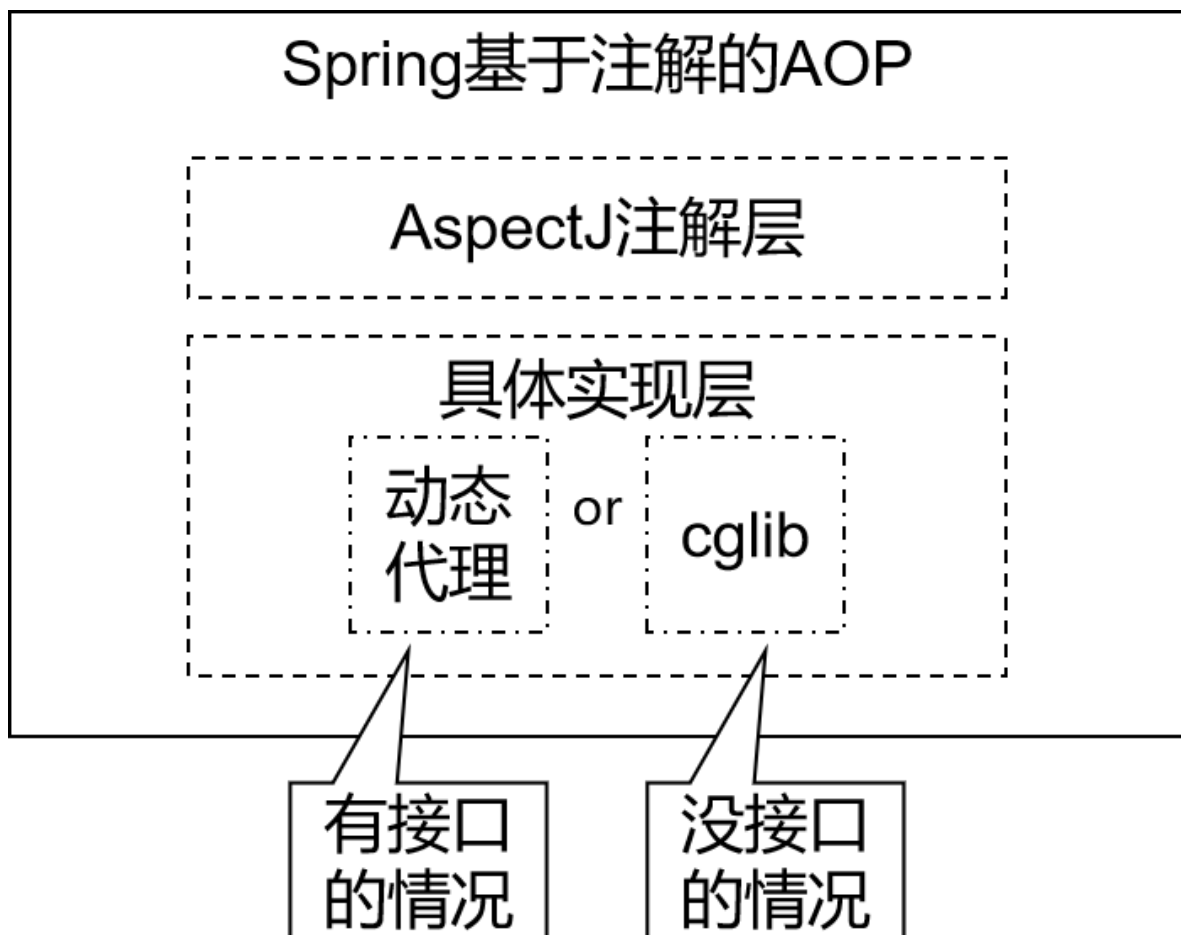 Spring基于注解的AOP
AspectJ注解层
具体实现层
动态
代理
or
cglib
有接口
的情况
没接口
的情况